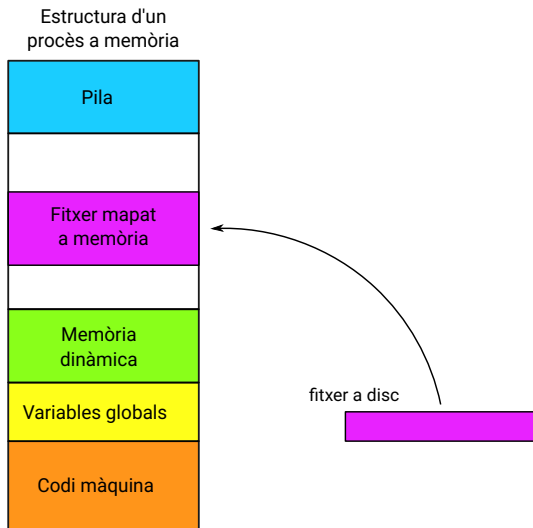 Estructura d'un
procès a memòria
Pila
Fitxer mapat
a memòria
Memòria
dinàmica
fitxer a disc
Variables globals
Codi màquina